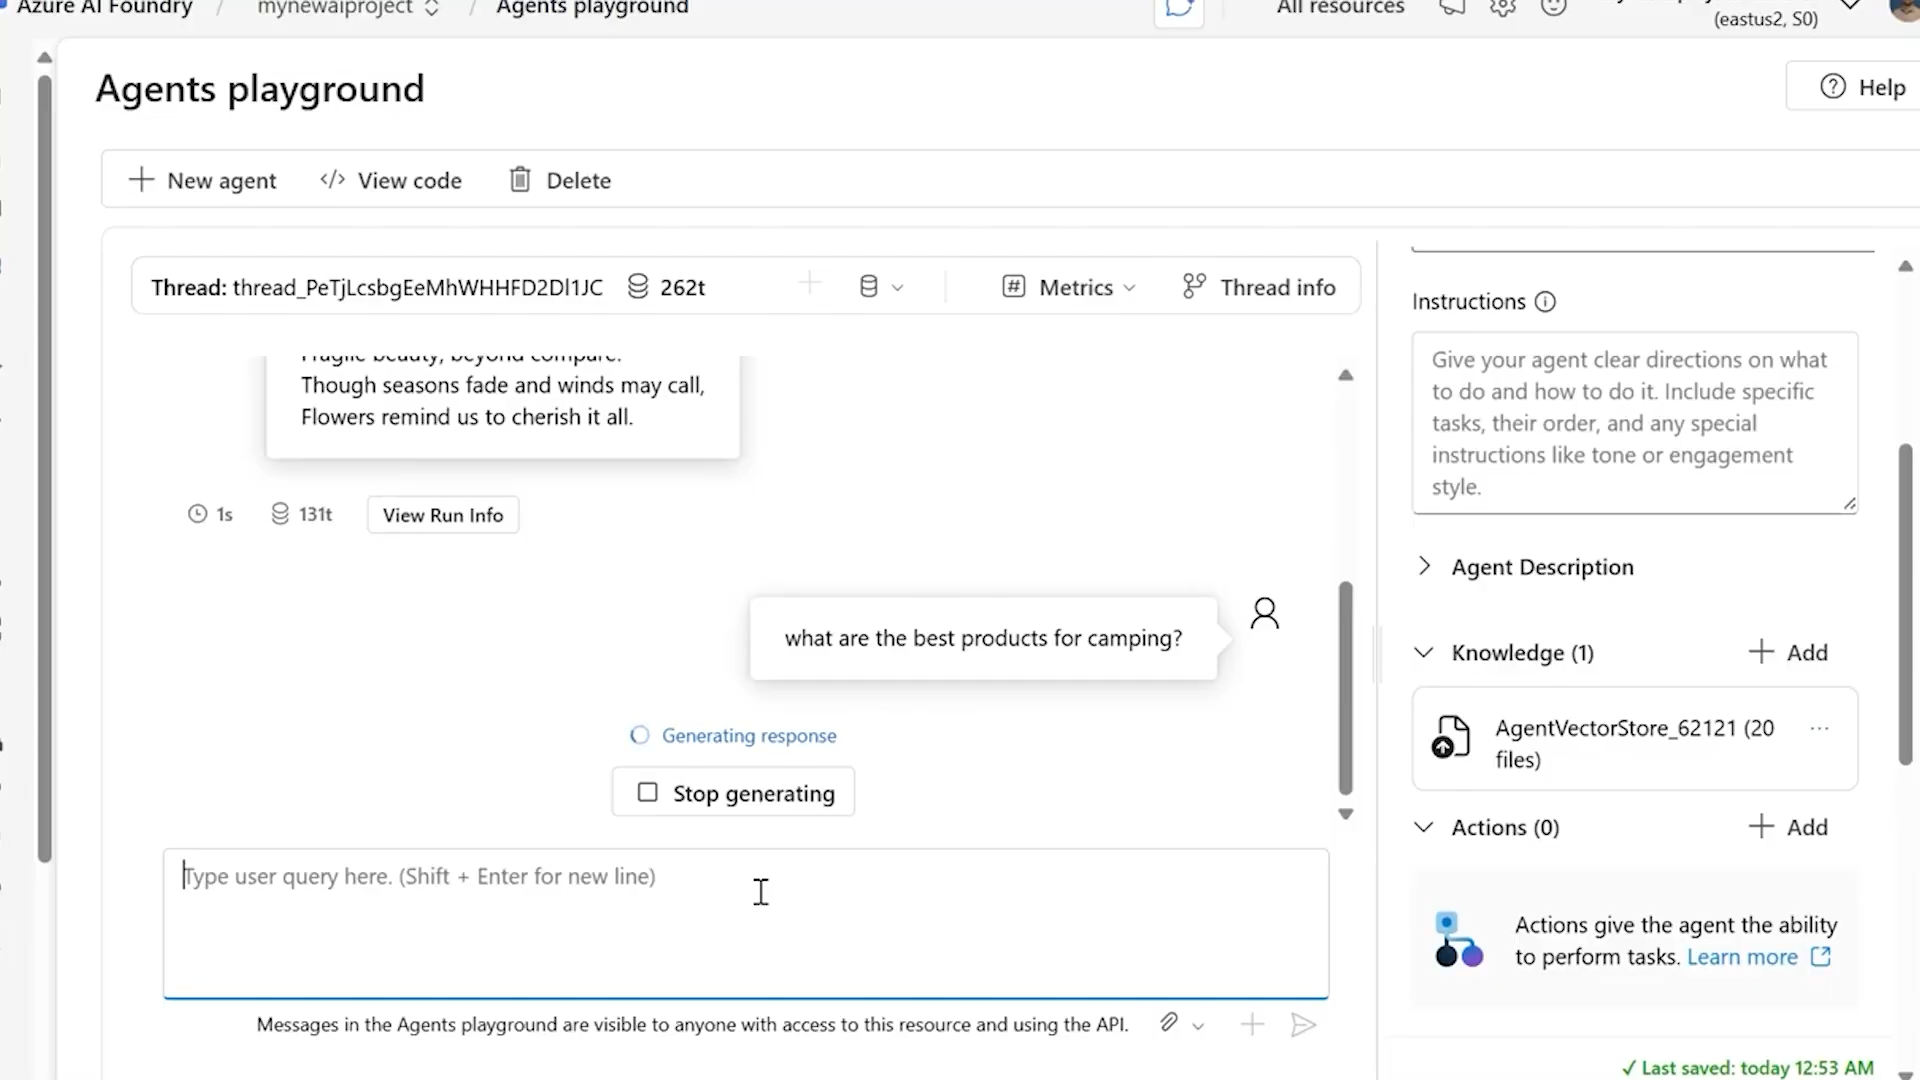 Azure AI Foundry / mynewaiproject / Agents playground
All resources
(eastus2, S0)
Agents playground
Help
New agent
View code
Delete
Thread: thread_PeTjLcsbgEeMhWHHFD2Dl1JC
262t
Metrics
Thread info
Fragile beauty, beyond compare.
Though seasons fade and winds may call,
Flowers remind us to cherish it all.
1s
131t
View Run Info
what are the best products for camping?
Generating response
Stop generating
Type user query here. (Shift + Enter for new line)
Messages in the Agents playground are visible to anyone with access to this resource and using the API.
Instructions
Give your agent clear directions on what
to do and how to do it. Include specific
tasks, their order, and any special
instructions like tone or engagement
style.
Agent Description
Knowledge (1)
Add
AgentVectorStore_62121 (20
files)
Actions (0)
Add
Actions give the agent the ability
to perform tasks. Learn more
Last saved: today 12:53 AM